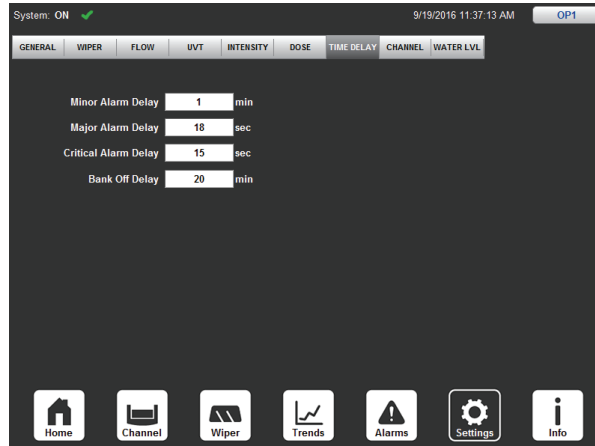 System: ON 9/19/2016 11:37:13 AM OP1
GENERAL WIPER FLOW UVT INTENSITY DOSE TIME DELAY CHANNEL WATER LVL
Minor Alarm Delay 1 min
Major Alarm Delay 18 sec
Critical Alarm Delay 15 sec
Bank Off Delay 20 min
Home Channel Wiper Trends Alarms Settings Info